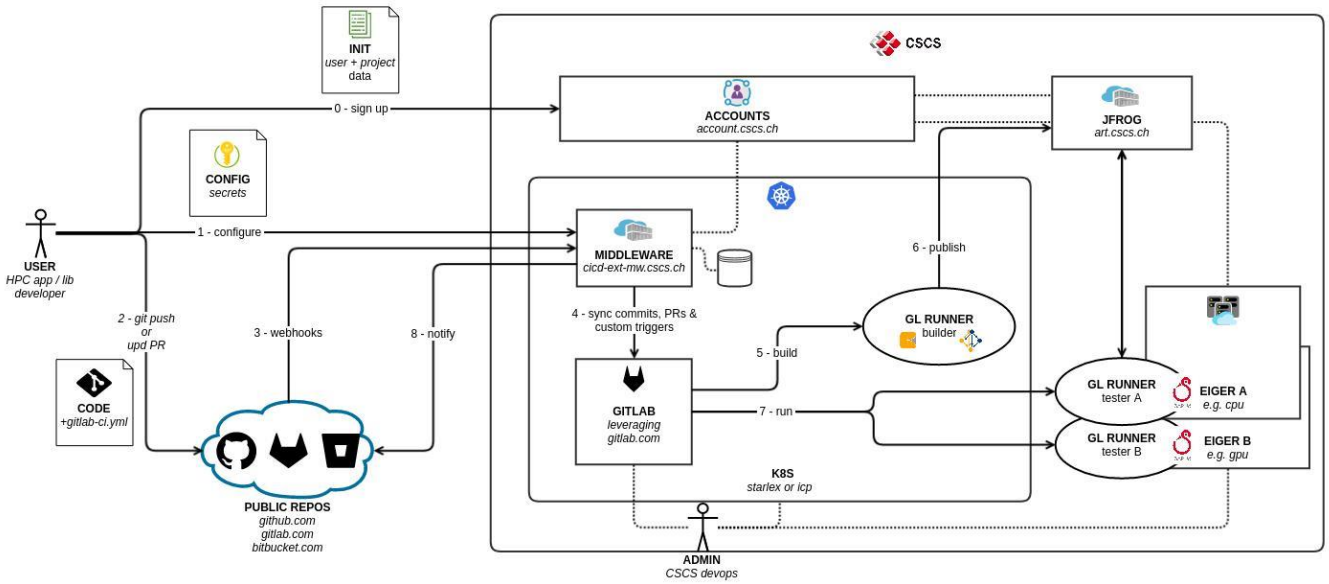 INIT
user + project
data
CSCS
0 - sign up
ACCOUNTS
account.cscs.ch
JFROG
art.cscs.ch
CONFIG
secrets
1 - configure
USER
HPC app / lib
developer
MIDDLEWARE
cicd-ext-mw.cscs.ch
6 - publish
2 - git push
or
upd PR
3 - webhooks
8 - notify
4 - sync commits, PRs &
custom triggers
GL RUNNER
builder
5 - build
CODE
+gitlab-ci.yml
GITLAB
leveraging
gitlab.com
7 - run
GL RUNNER
tester A
EIGER A
e.g. cpu
GL RUNNER
tester B
EIGER B
e.g. gpu
K8S
starlex or icp
PUBLIC REPOS
github.com
gitlab.com
bitbucket.com
ADMIN
CSCS devops